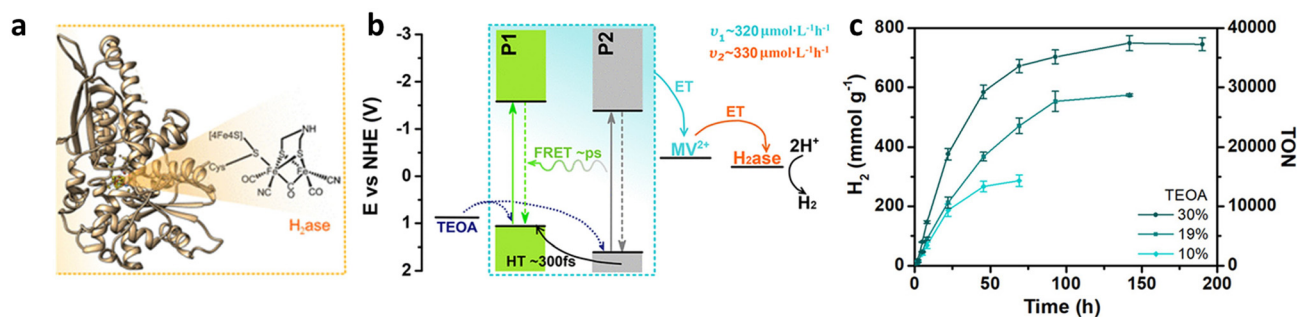 a
[4Fe4S]
S
Cys
NH
S
S
Fe
Fe
OC
NC
C
O
CO
CN
H₂ase
b
E vs NHE (V)
-3
-2
-1
0
1
2
P1
P2
υ₁~320 μmol·L⁻¹h⁻¹
υ₂~330 μmol·L⁻¹h⁻¹
ET
ET
FRET ~ps
MV²⁺
H₂ase
2H⁺
H₂
TEOA
HT ~300fs
c
H₂ (mmol g⁻¹)
800
600
400
200
0
40000
30000
20000
10000
0
TON
TEOA
30%
19%
10%
0
50
100
150
200
Time (h)